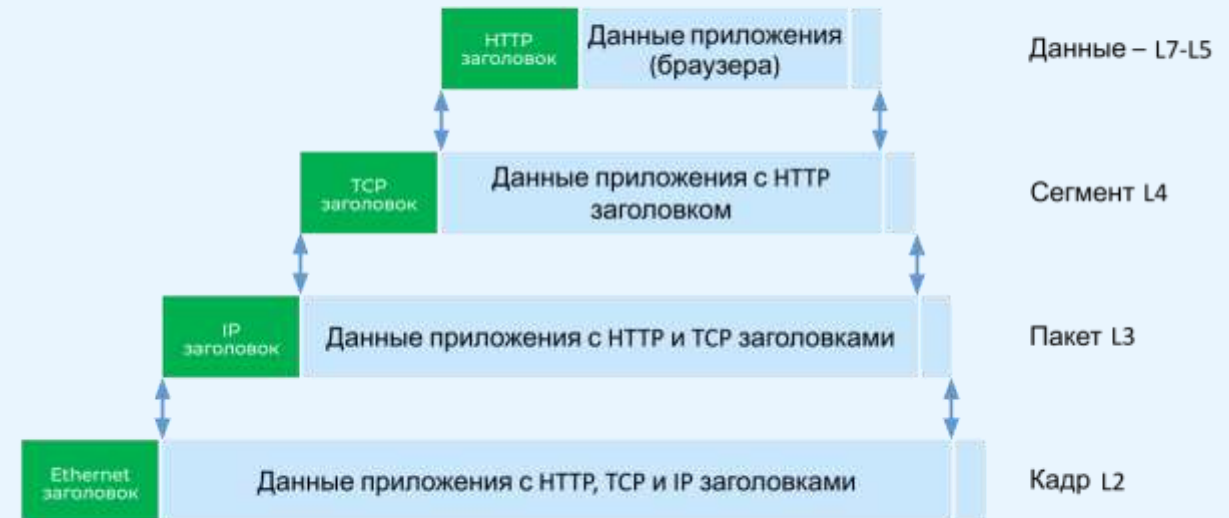 HTTP
заголовок
Данные приложения
(браузера)
Данные – L7-L5
TCP
заголовок
Данные приложения с HTTP
заголовком
Сегмент L4
IP
заголовок
Данные приложения с HTTP и TCP заголовками
Пакет L3
Ethernet
заголовок
Данные приложения с HTTP, TCP и IP заголовками
Кадр L2